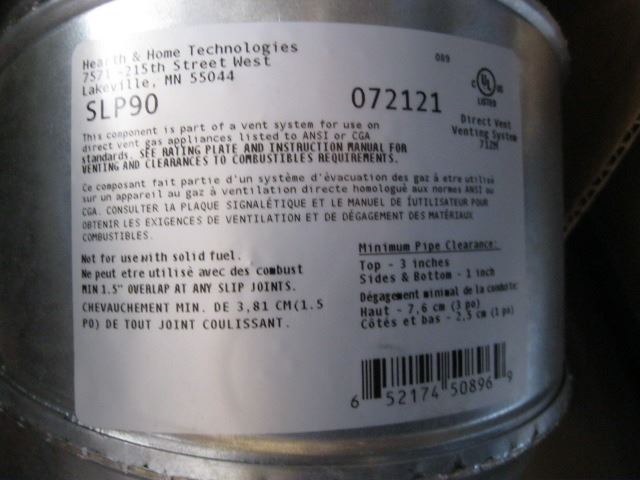 Hearth & Home Technologies
7571 -215th Street West
Lakeville, MN 55044
089
SLP90
072121
C UL US
LISTED
Direct Vent
Venting System
712H
This component is part of a vent system for use on
direct vent gas appliances listed to ANSI or CGA
standards. SEE RATING PLATE AND INSTRUCTION MANUAL FOR
VENTING AND CLEARANCES TO COMBUSTIBLES REQUIREMENTS.
Ce composant fait partie d'un système d'évacuation des gaz à etre utilisé
sur un appareil au gaz à ventilation directe homologué aux normes ANSI ou
CGA. CONSULTER LA PLAQUE SIGNALÉTIQUE ET LE MANUEL DE ĺUTILISATEUR POUR
OBTENIR LES EXIGENCES DE VENTILATION ET DE DÉGAGEMENT DES MATÉRIAUX
COMBUSTIBLES.
Not for use with solid fuel.
Ne peut etre utilisé avec des combust
MIN 1.5" OVERLAP AT ANY SLIP JOINTS.
CHEVAUCHEMENT MIN. DE 3,81 CM(1.5
PO) DE TOUT JOINT COULISSANT.
Minimum Pipe Clearance:
Top - 3 inches
Sides & Bottom - 1 inch
Dégagement minimal de la conduite:
Haut - 7,6 cm (3 po)
Côtés et bas - 2,5 cm (1 po)
6 52174 50896 9